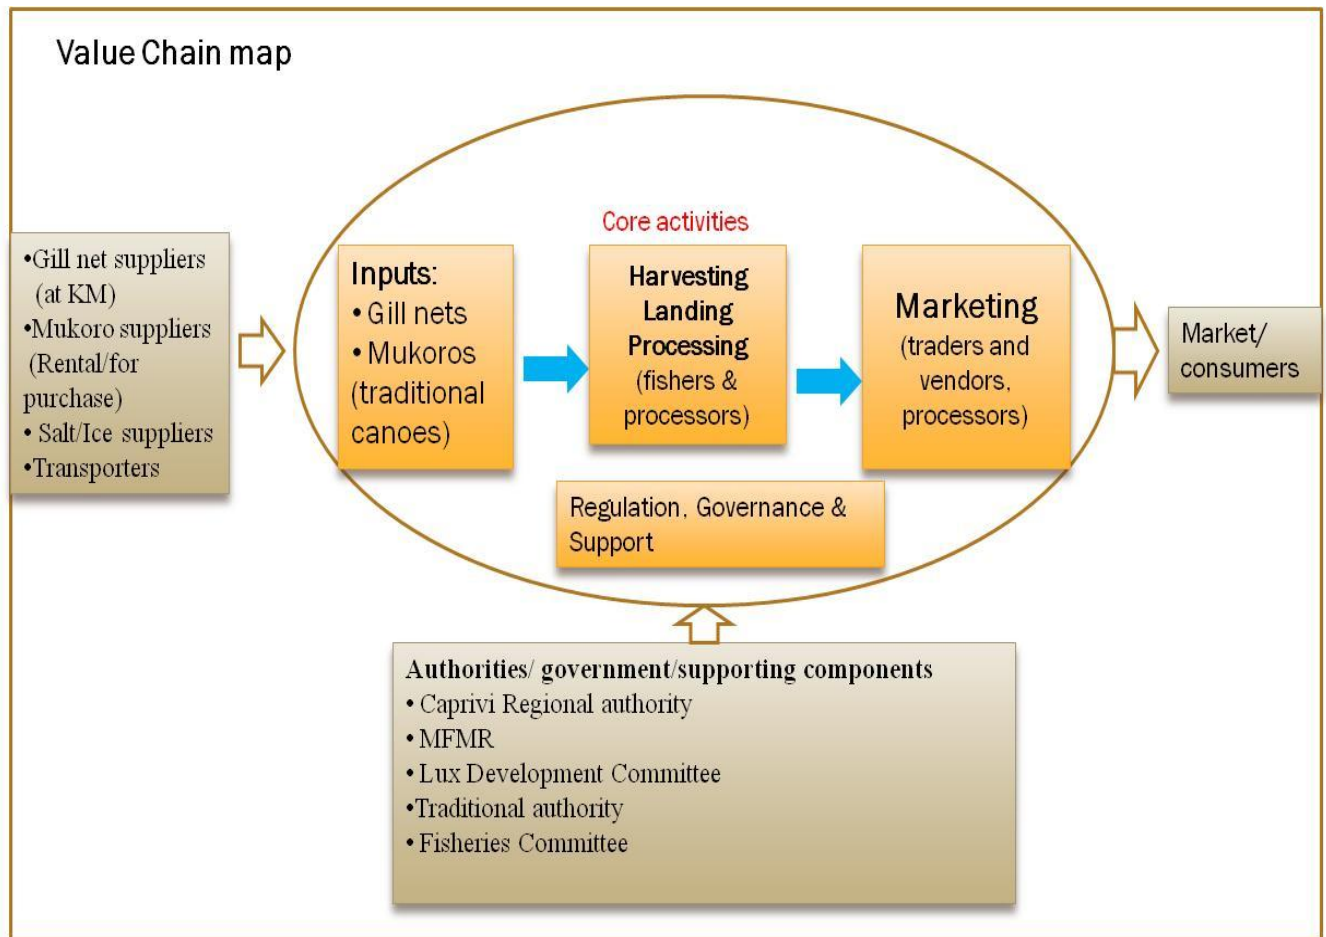 Value Chain map
•Gill net suppliers
(at KM)
•Mukoro suppliers
(Rental/for
purchase)
• Salt/Ice suppliers
•Transporters
Inputs:
• Gill nets
• Mukoros
(traditional
canoes)
Core activities
Harvesting
Landing
Processing
(fishers &
processors)
Marketing
(traders and
vendors,
processors)
Market/
consumers
Regulation, Governance &
Support
Authorities/ government/supporting components
• Caprivi Regional authority
• MFMR
• Lux Development Committee
•Traditional authority
• Fisheries Committee